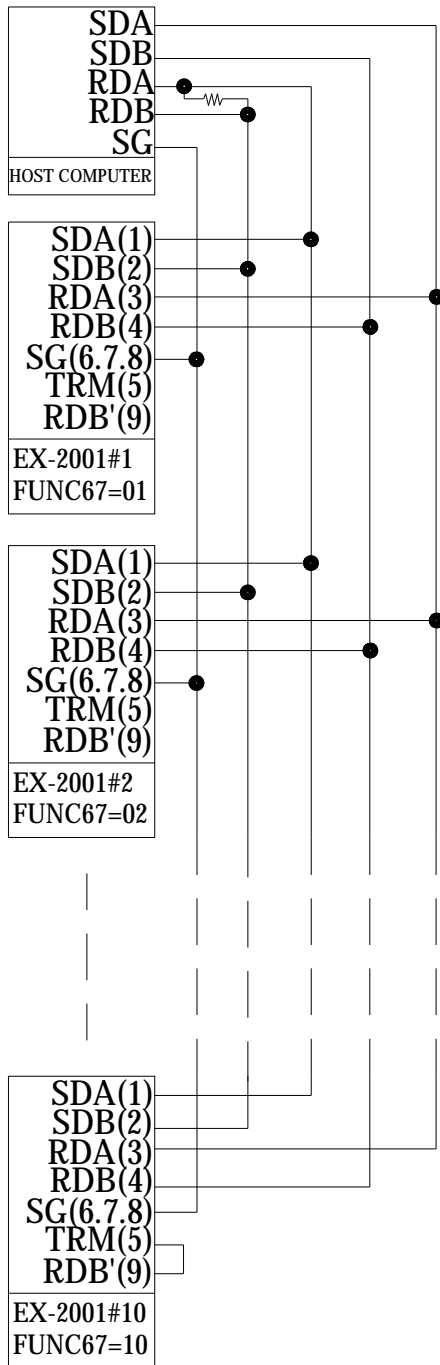 SDA
SDB
RDA
RDB
SG
HOST COMPUTER
SDA(1)
SDB(2)
RDA(3)
RDB(4)
SG(6.7.8)
TRM(5)
RDB'(9)
EX-2001#1
FUNC67=01
SDA(1)
SDB(2)
RDA(3)
RDB(4)
SG(6.7.8)
TRM(5)
RDB'(9)
EX-2001#2
FUNC67=02
SDA(1)
SDB(2)
RDA(3)
RDB(4)
SG(6.7.8)
TRM(5)
RDB'(9)
EX-2001#10
FUNC67=10